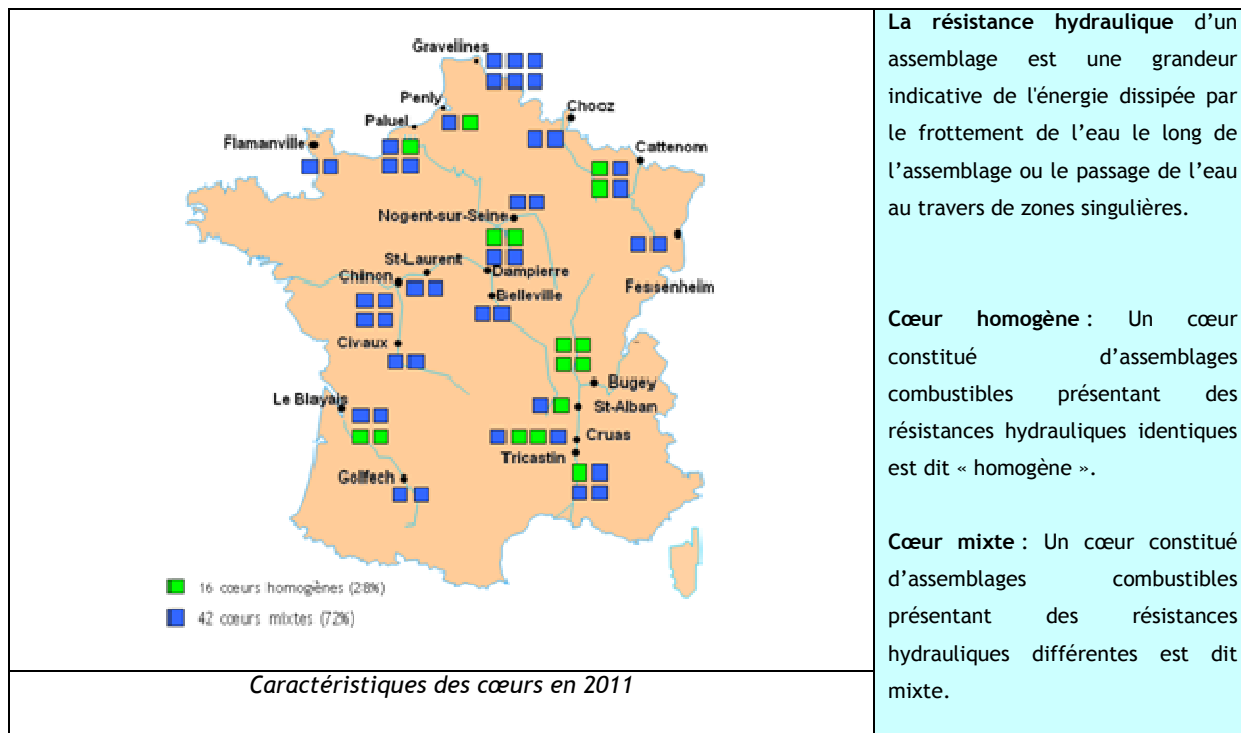 Gravelines
Penly
Chooz
Paluel
Flamanville
Cattenom
Nogent-sur-Seine
St-Laurent
Dampierre
Chinon
Fessenheim
Belleville
Civaux
Bugey
Le Blayais
St-Alban
Cruas
Tricastin
Golfech
16 cœurs homogènes (28%)
42 cœurs mixtes (72%)
Caractéristiques des cœurs en 2011
La résistance hydraulique d’un
assemblage est une grandeur
indicative de l'énergie dissipée par
le frottement de l’eau le long de
l’assemblage ou le passage de l’eau
au travers de zones singulières.
Cœur homogène : Un cœur
constitué d’assemblages
combustibles présentant des
résistances hydrauliques identiques
est dit « homogène ».
Cœur mixte : Un cœur constitué
d’assemblages combustibles
présentant des résistances
hydrauliques différentes est dit
mixte.